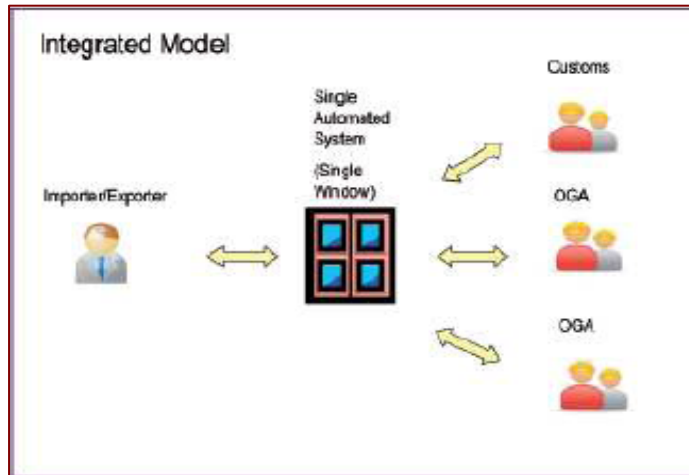 Integrated Model
Customs
Single
Automated
System
(Single
Window)
Importer/Exporter
OGA
OGA